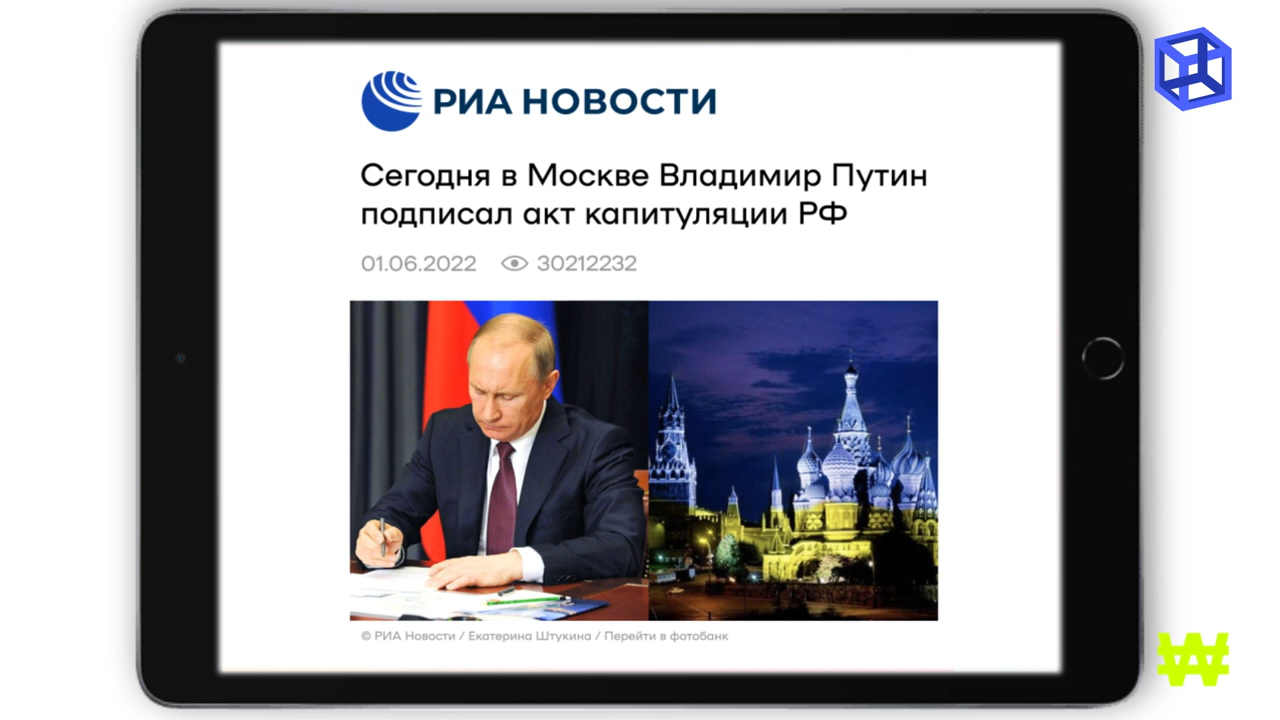 РИА НОВОСТИ
Сегодня в Москве Владимир Путин
подписал акт капитуляции РФ
01.06.2022 30212232
© РИА Новости / Екатерина Штукина / Перейти в фотобанк